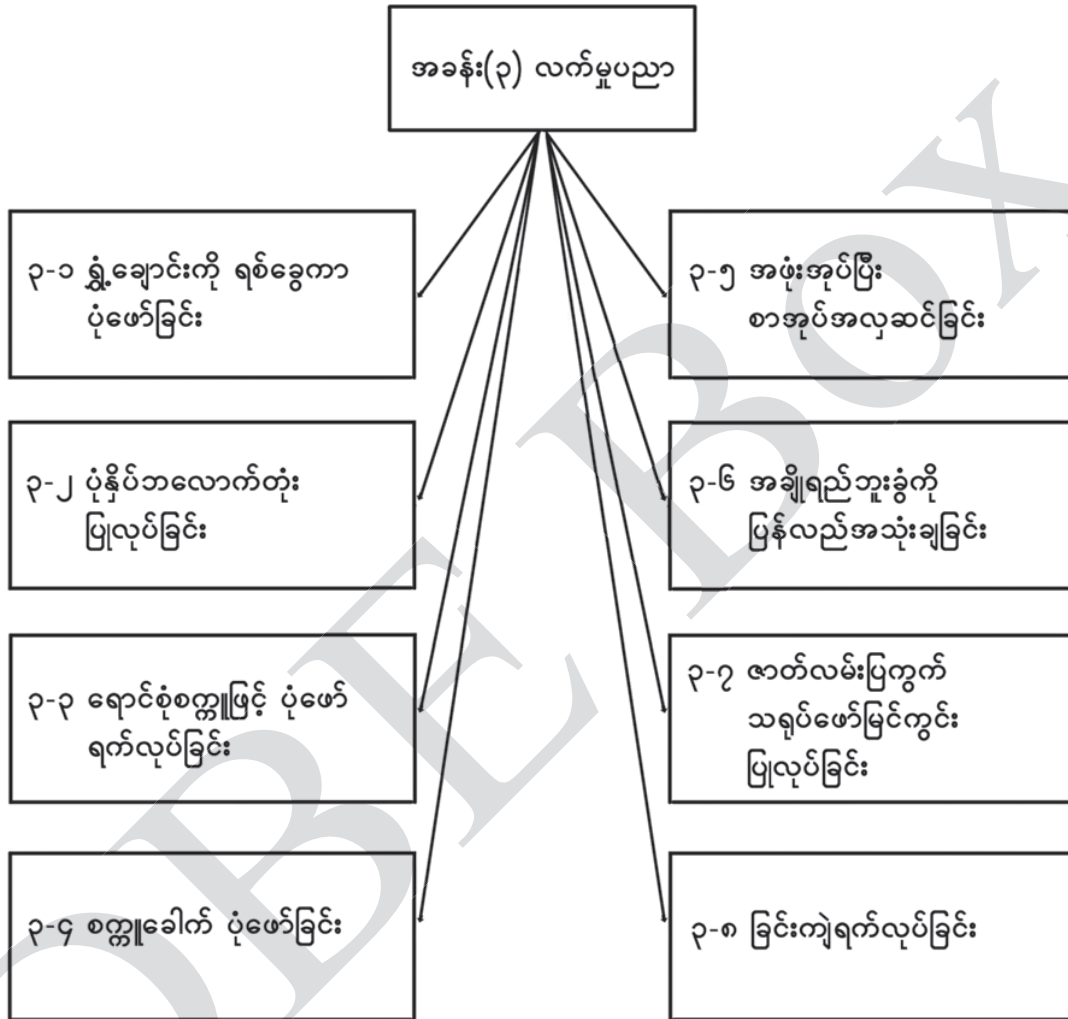 အခန်း(၃) လက်မှုပညာ
၃-၁ ရွှံ့ချောင်းကို ရစ်ခွေကာ
ပုံဖော်ခြင်း
၃-၂ ပုံနှိပ်ဘလောက်တုံး
ပြုလုပ်ခြင်း
၃-၃ ရောင်စုံစက္ကူဖြင့် ပုံဖော်
ရက်လုပ်ခြင်း
၃-၄ စက္ကူခေါက် ပုံဖော်ခြင်း
၃-၅ အဖုံးအုပ်ပြီး
စာအုပ်အလှဆင်ခြင်း
၃-၆ အချိုရည်ဘူးခွံကို
ပြန်လည်အသုံးချခြင်း
၃-၇ ဇာတ်လမ်းပြကွက်
သရုပ်ဖော်မြင်ကွင်း
ပြုလုပ်ခြင်း
၃-၈ ခြင်းကျဲရက်လုပ်ခြင်း
OBE BOX